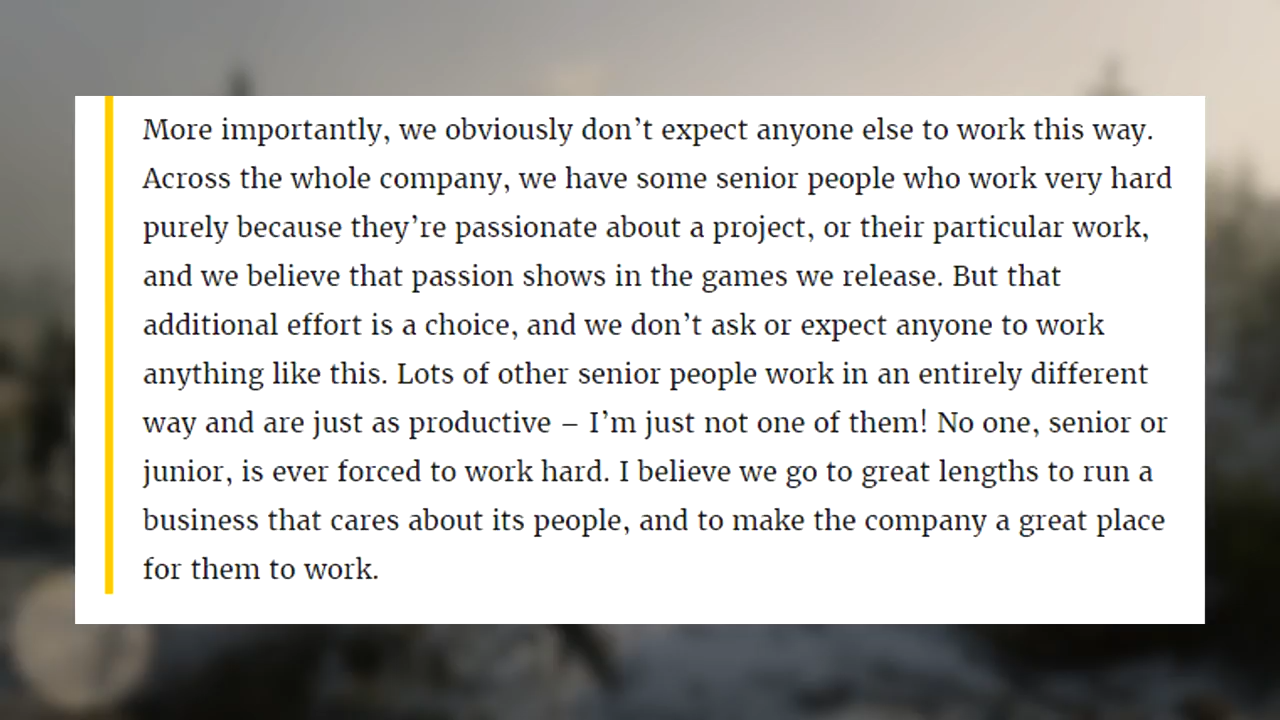 More importantly, we obviously don’t expect anyone else to work this way.
Across the whole company, we have some senior people who work very hard
purely because they’re passionate about a project, or their particular work,
and we believe that passion shows in the games we release. But that
additional effort is a choice, and we don’t ask or expect anyone to work
anything like this. Lots of other senior people work in an entirely different
way and are just as productive – I’m just not one of them! No one, senior or
junior, is ever forced to work hard. I believe we go to great lengths to run a
business that cares about its people, and to make the company a great place
for them to work.